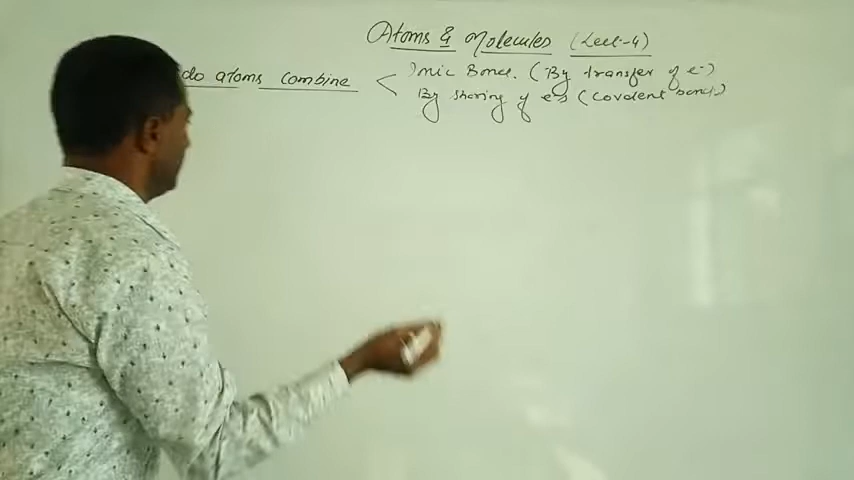 Atoms & Molecules (Lect-4)
do atoms combine
Ionic Bond. (By transfer of e⁻)
By sharing of e⁻s (Covalent bond)